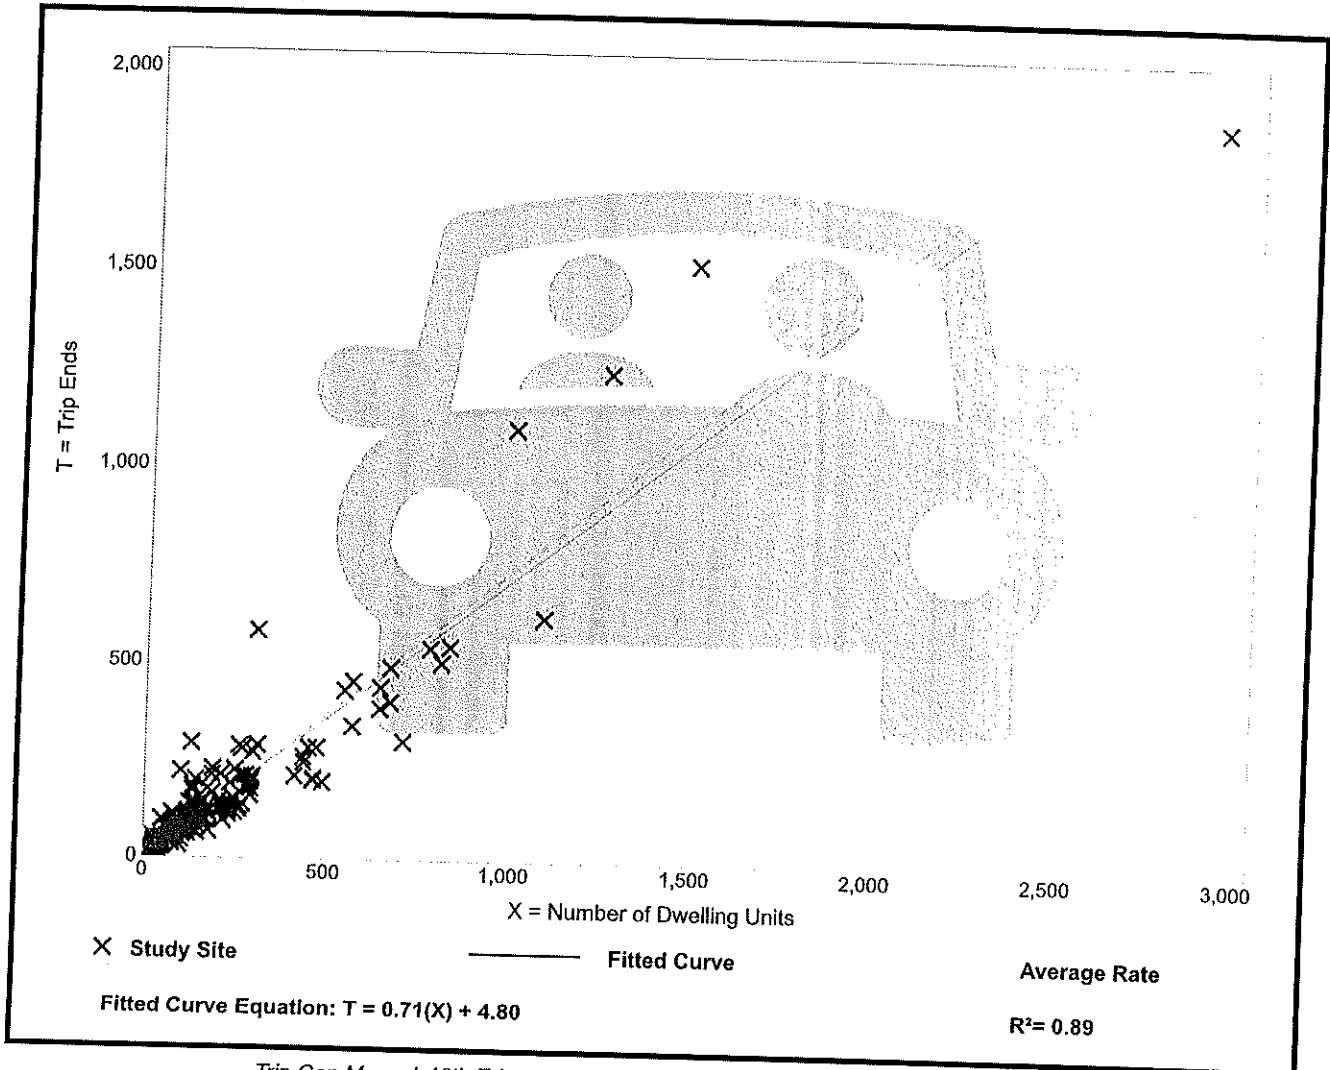 2,000
1,500
1,000
500
0
T = Trip Ends
0 500 1,000 1,500 2,000 2,500 3,000
X = Number of Dwelling Units
× Study Site Fitted Curve Average Rate
Fitted Curve Equation: T = 0.71(X) + 4.80 R²= 0.89
Trip Gen